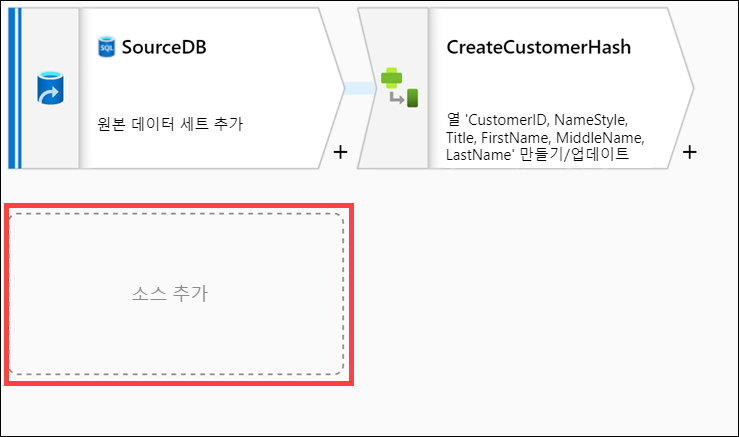 SQL SourceDB
원본 데이터 세트 추가
+
CreateCustomerHash
열 'CustomerID, NameStyle,
Title, FirstName, MiddleName,
LastName' 만들기/업데이트
+
소스 추가